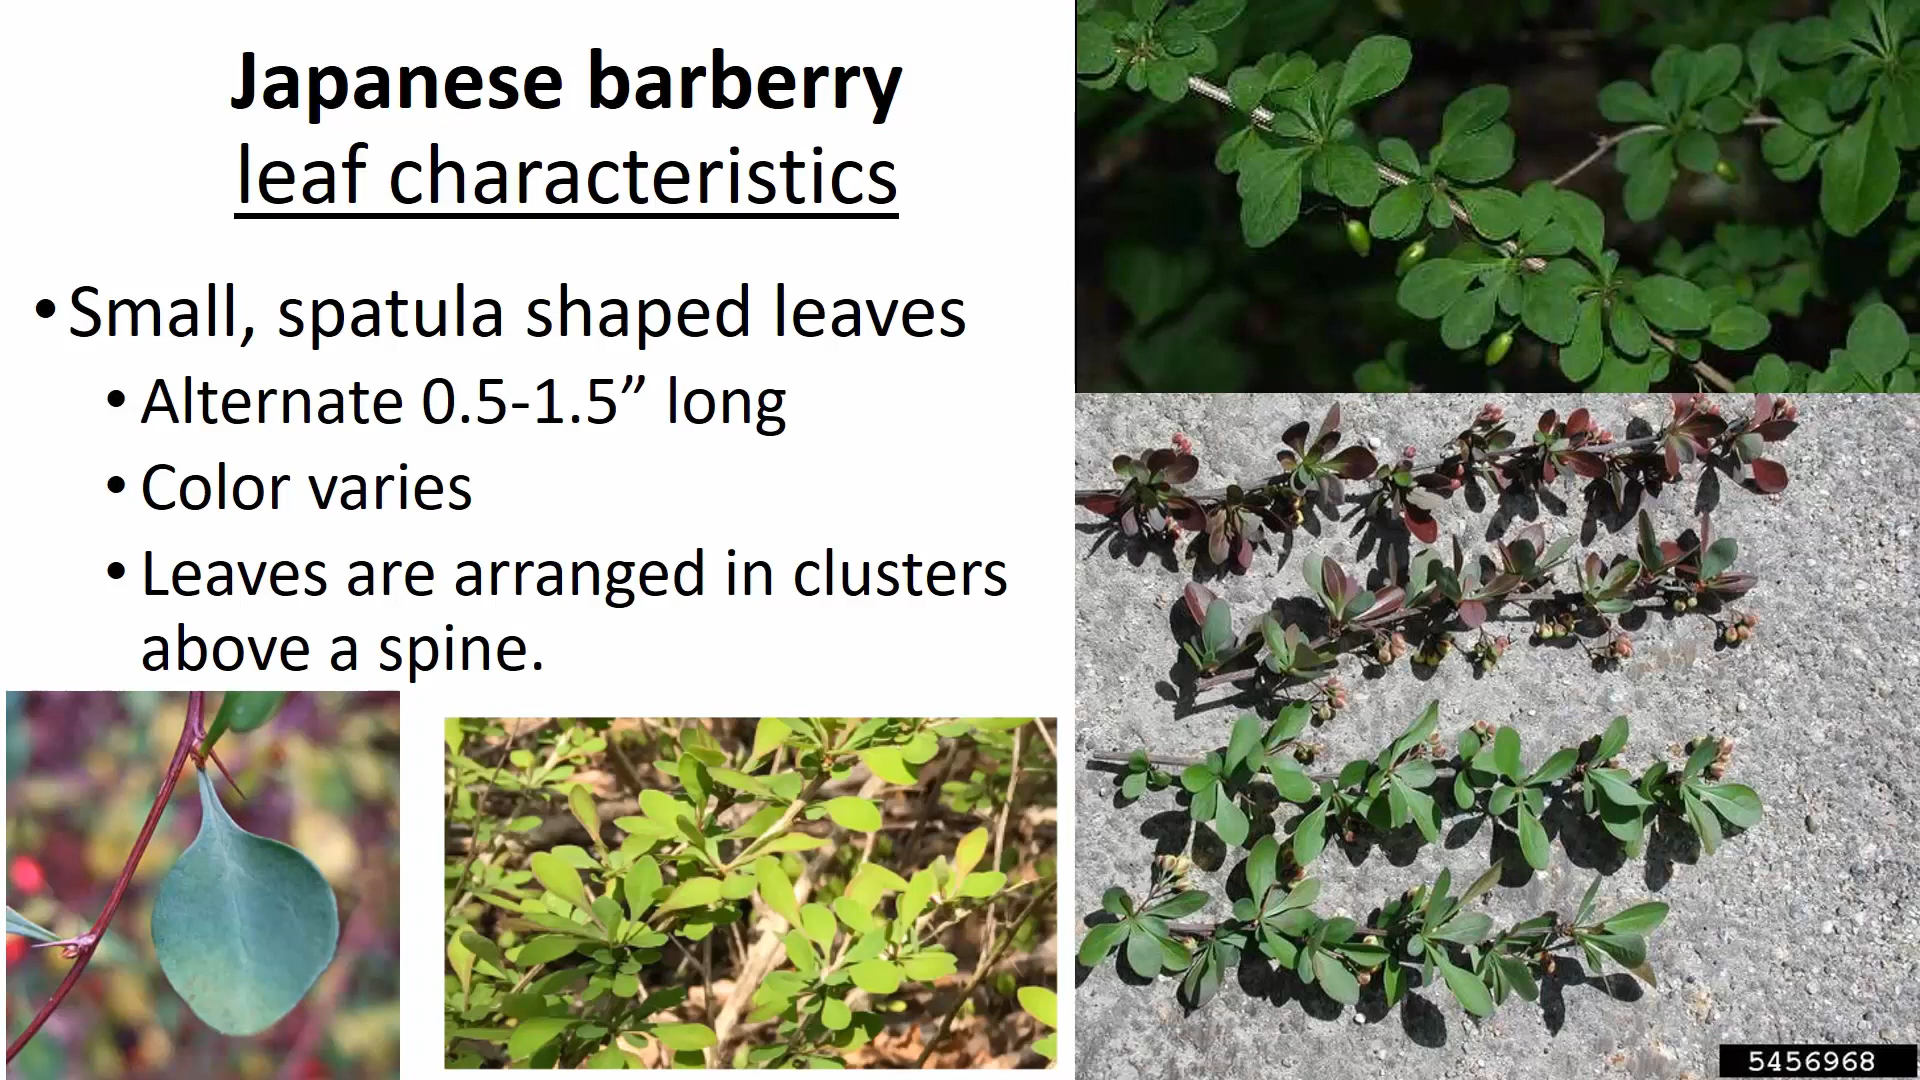 Japanese barberry
leaf characteristics
• Small, spatula shaped leaves
• Alternate 0.5-1.5” long
• Color varies
• Leaves are arranged in clusters
above a spine.
5456968